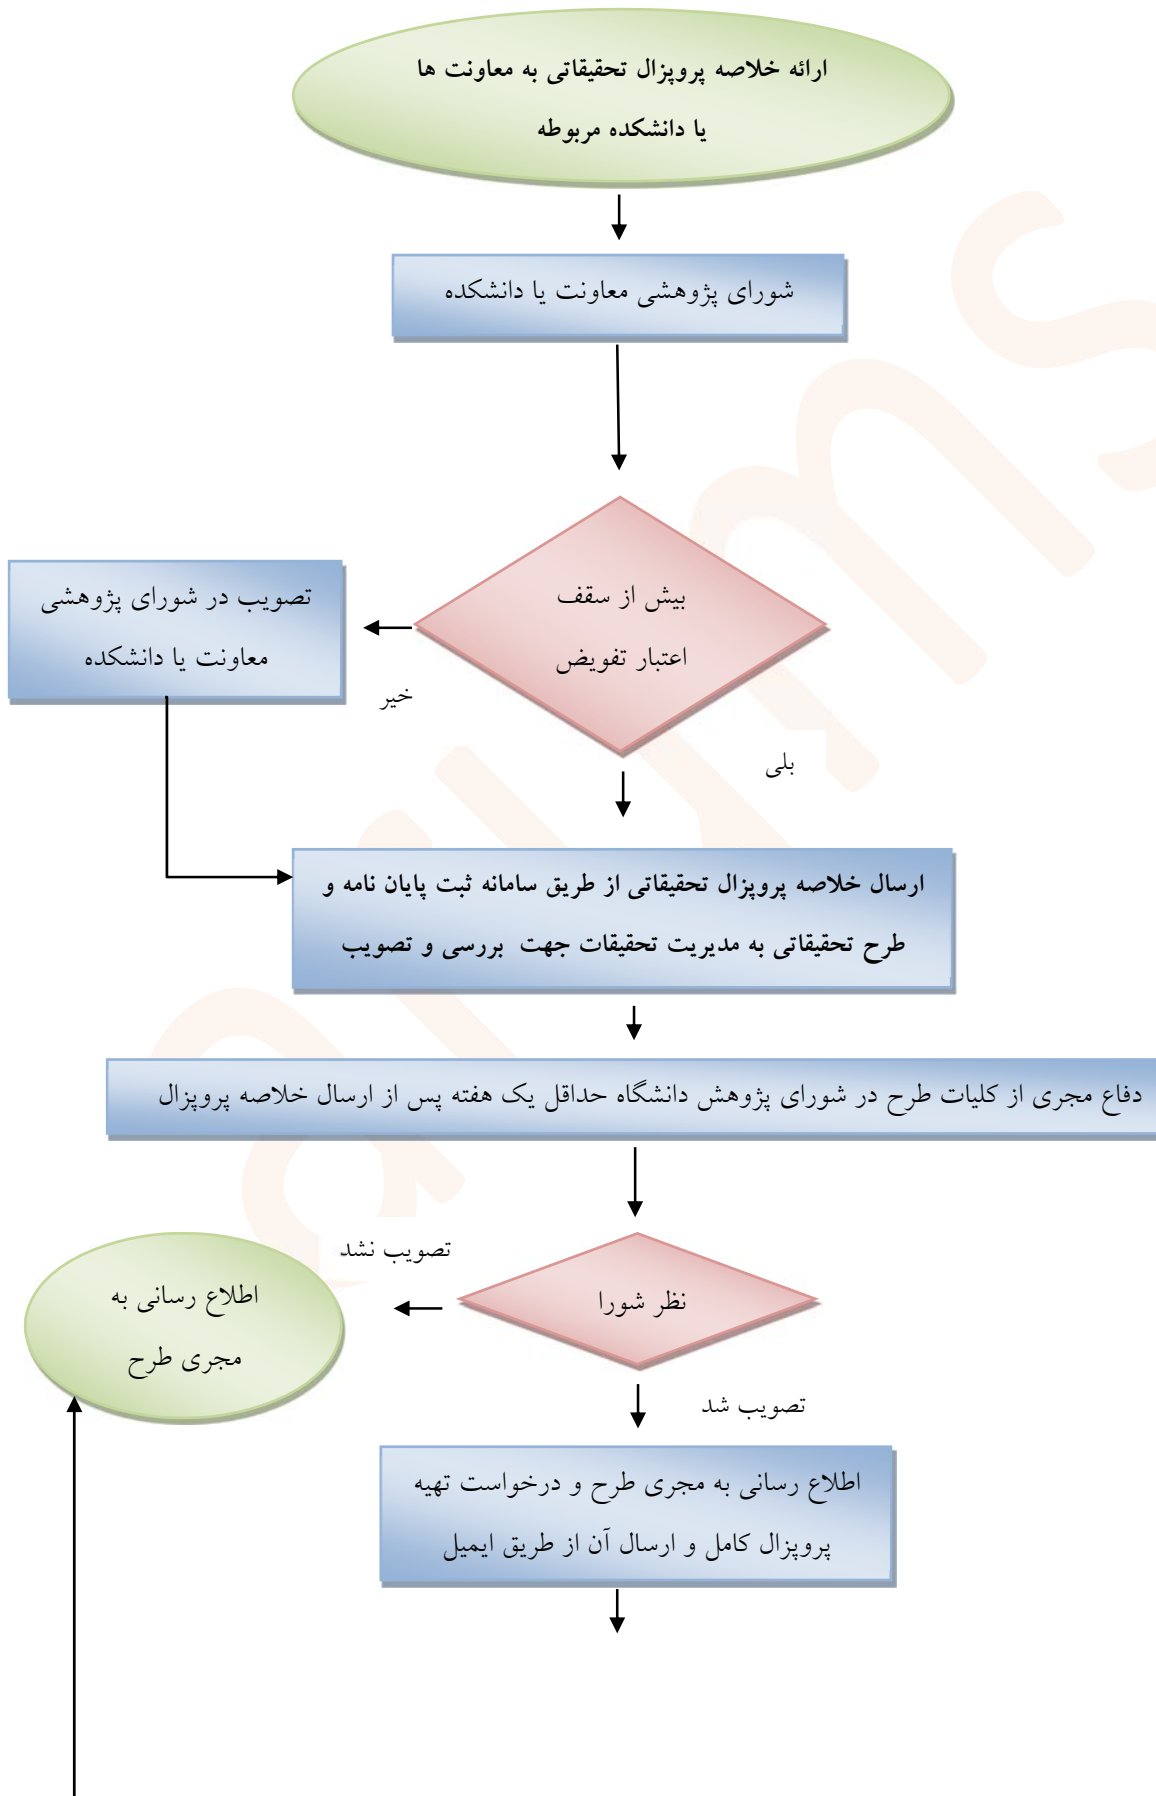 ارائه خلاصه پروپزال تحقیقاتی به معاونت ها
یا دانشکده مربوطه
شورای پژوهشی معاونت یا دانشکده
بیش از سقف
اعتبار تفویض
تصویب در شورای پژوهشی
معاونت یا دانشکده
خیر
بلی
ارسال خلاصه پروپزال تحقیقاتی از طریق سامانه ثبت پایان نامه و
طرح تحقیقاتی به مدیریت تحقیقات جهت بررسی و تصویب
دفاع مجری از کلیات طرح در شورای پژوهش دانشگاه حداقل یک هفته پس از ارسال خلاصه پروپزال
تصویب نشد
نظر شورا
اطلاع رسانی به
مجری طرح
تصویب شد
اطلاع رسانی به مجری طرح و درخواست تهیه
پروپزال کامل و ارسال آن از طریق ایمیل